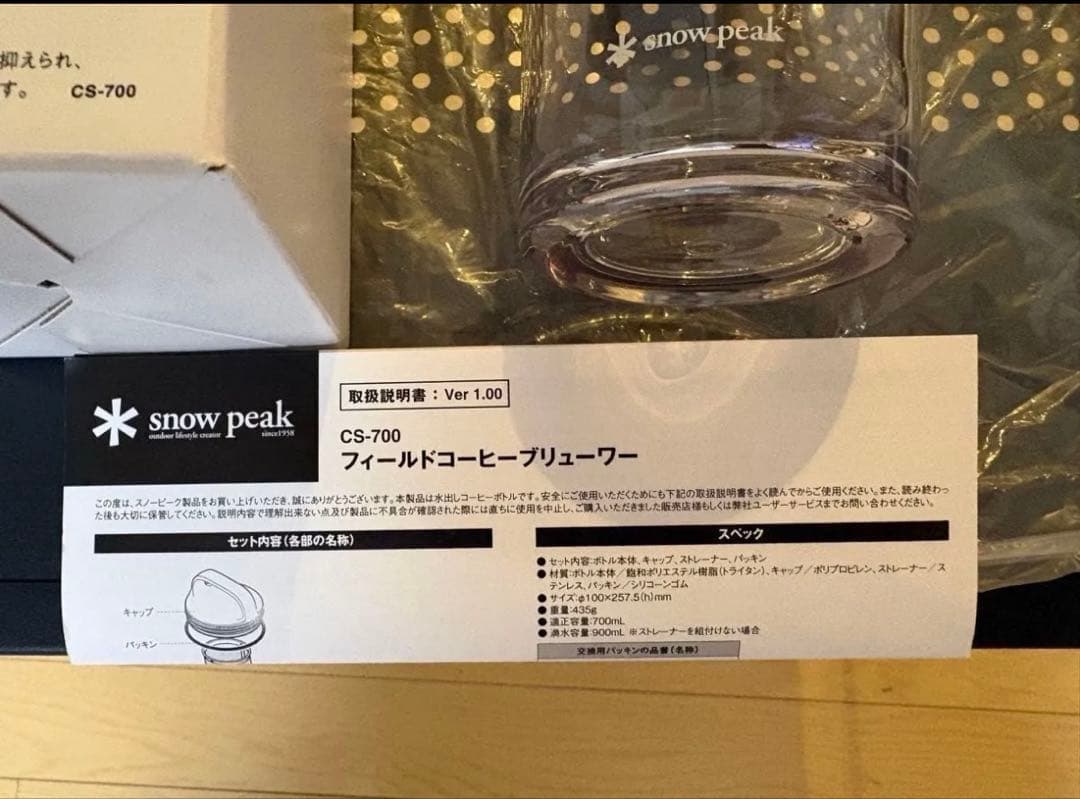 抑えられ、
す。 CS-700
snow peak
snow peak
outdoor lifestyle creator since1958
取扱説明書：Ver 1.00
CS-700
フィールドコーヒーブリューワー
この度は、スノーピーク製品をお買い上げいただき、誠にありがとうございます。本製品は水出しコーヒーボトルです。安全にご使用いただくためにも下記の取扱説明書をよく読んでからご使用ください。また、読み終わっ
た後も大切に保管してください。説明内容で理解出来ない点及び製品に不具合が確認された際には直ちに使用を中止し、ご購入いただきました販売店様もしくは弊社ユーザーサービスまでお問い合わせください。
セット内容（各部の名称）
キャップ
パッキン
スペック
●セット内容:ボトル本体、キャップ、ストレーナー、パッキン
●材質:ボトル本体／飽和ポリエステル樹脂（トライタン）、キャップ／ポリプロピレン、ストレーナー／ス
テンレス、パッキン／シリコーンゴム
●サイズ:φ100×257.5(h)mm
●重量:435g
●適正容量:700mL
●満水容量:900mL ※ストレーナーを組付けない場合
交換用パッキンの品番（名称）